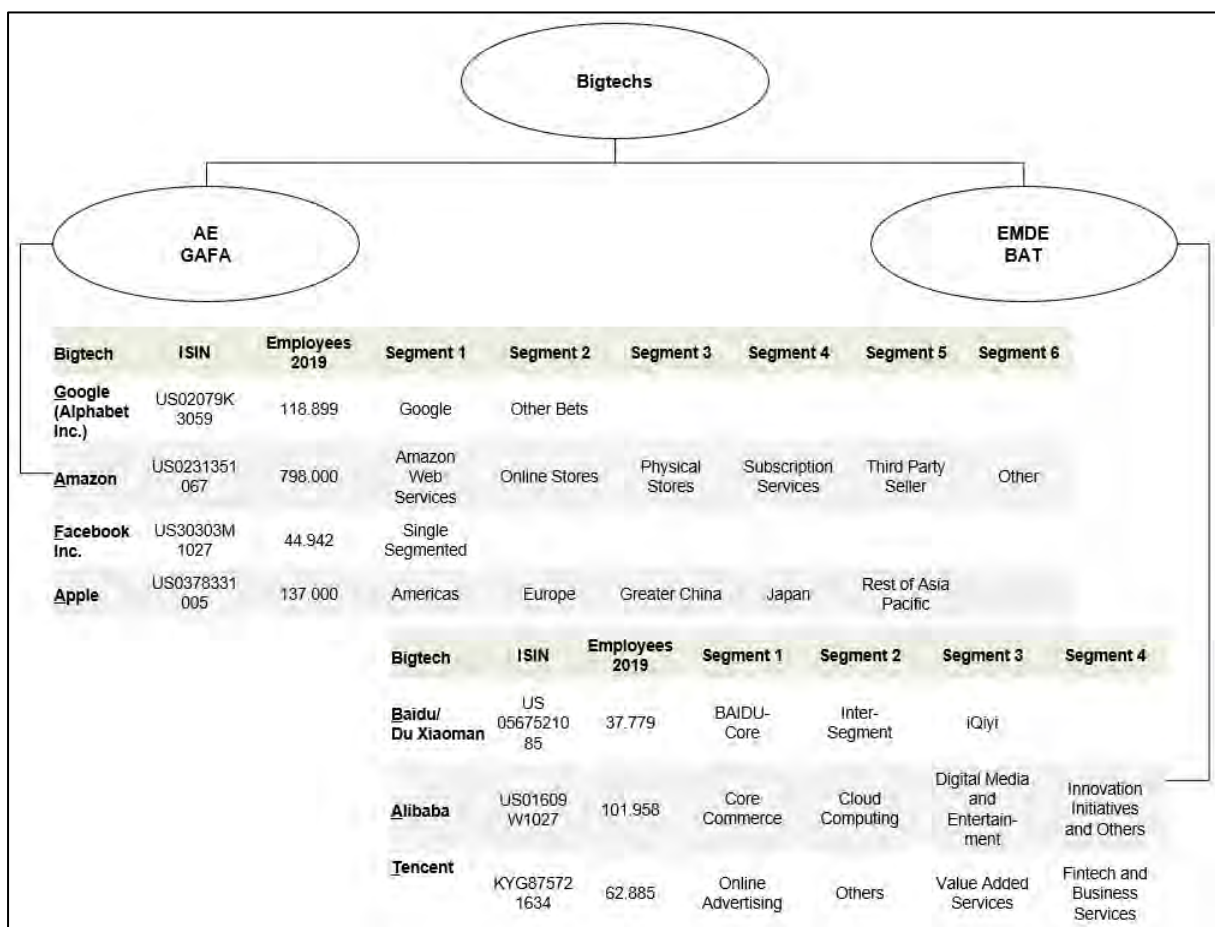 Bigtechs
AE
GAFA
EMDE
BAT
Bigtech ISIN Employees 2019 Segment 1 Segment 2 Segment 3 Segment 4 Segment 5 Segment 6
Google (Alphabet Inc.) US02079K 3059 118.899 Google Other Bets
Amazon US0231351 067 798.000 Amazon Web Services Online Stores Physical Stores Subscription Services Third Party Seller Other
Facebook Inc. US30303M 1027 44.942 Single Segmented
Apple US0378331 005 137.000 Americas Europe Greater China Japan Rest of Asia Pacific
Bigtech ISIN Employees 2019 Segment 1 Segment 2 Segment 3 Segment 4
Baidu/ Du Xiaoman US 05675210 85 37.779 BAIDU- Core Inter- Segment iQiyi
Alibaba US01609 W1027 101.958 Core Commerce Cloud Computing Digital Media and Entertain- ment Innovation Initiatives and Others
Tencent KYG87572 1634 62.885 Online Advertising Others Value Added Services Fintech and Business Services